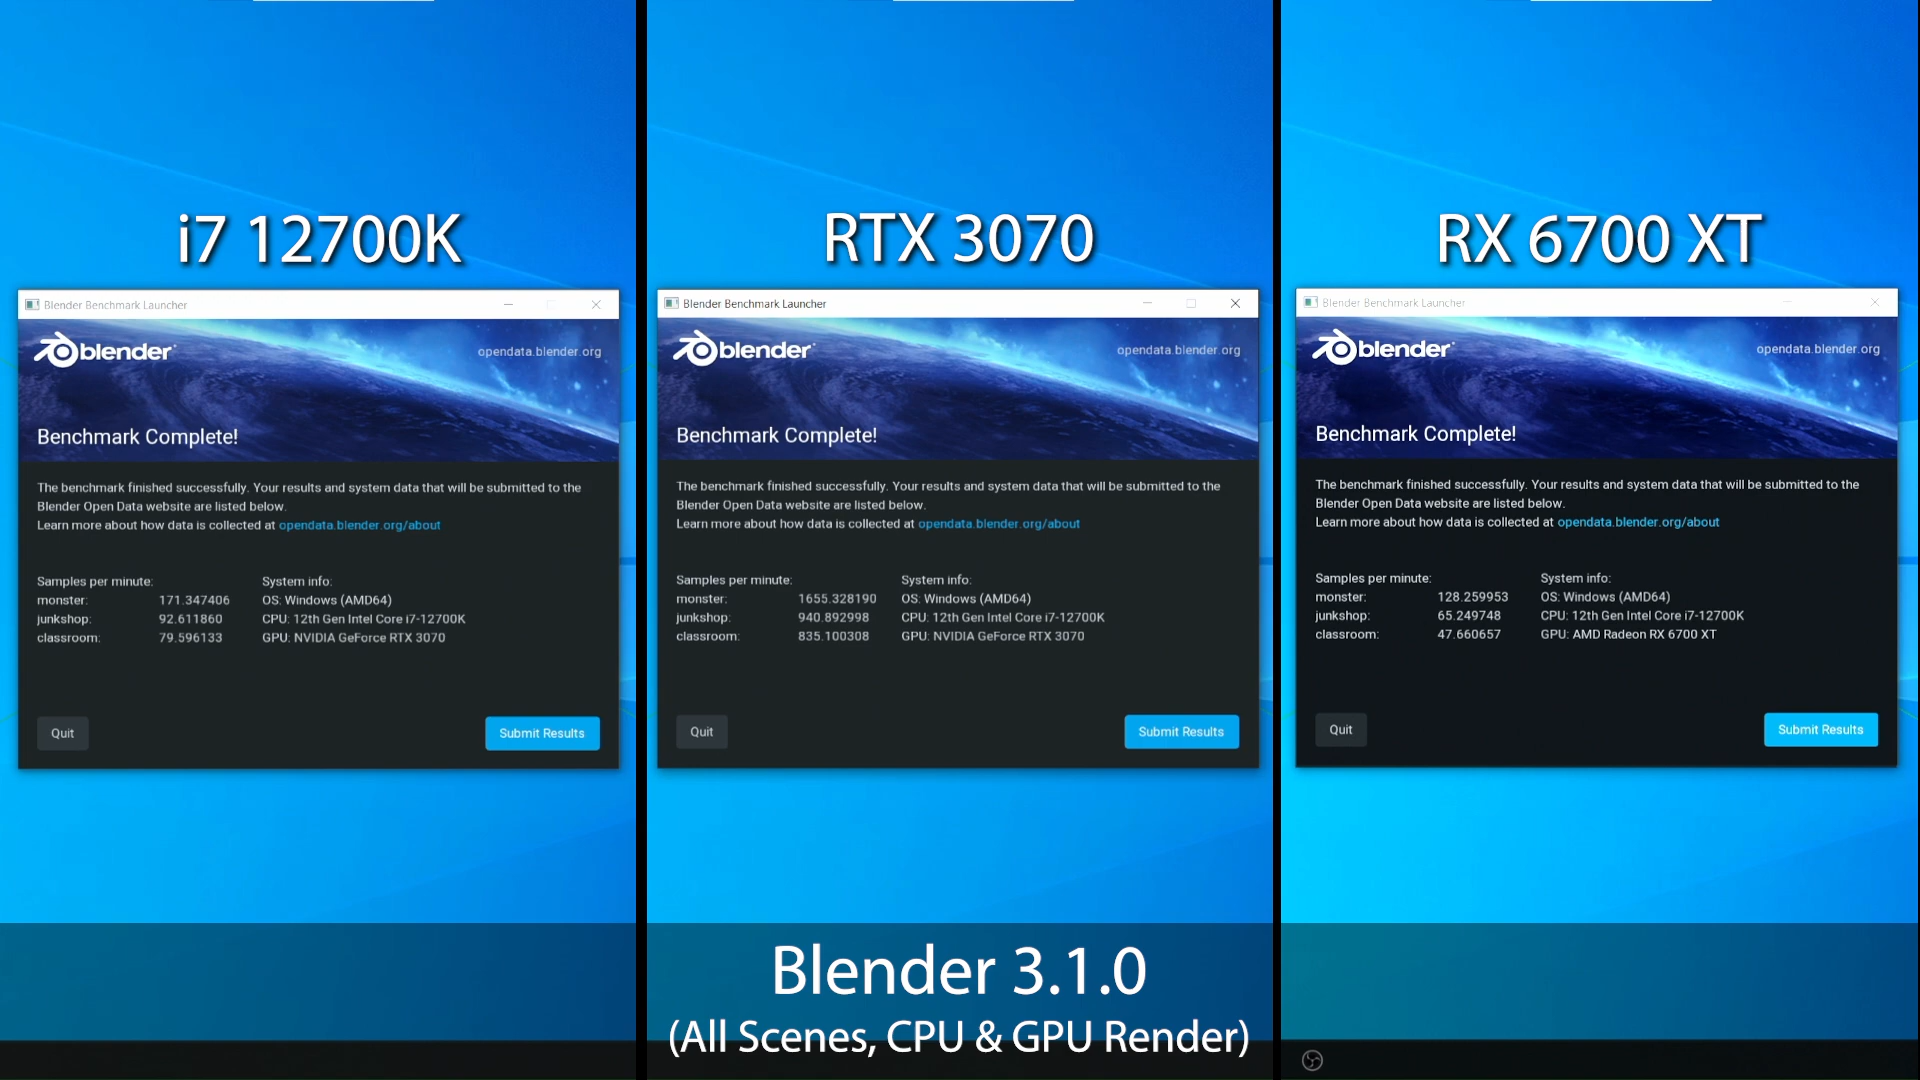 i7 12700K
Blender Benchmark Launcher
blender
opendata.blender.org
Benchmark Complete!
The benchmark finished successfully. Your results and system data that will be submitted to the
Blender Open Data website are listed below.
Learn more about how data is collected at opendata.blender.org/about
Samples per minute:
monster: 171.347406
junkshop: 92.611860
classroom: 79.596133
System info:
OS: Windows (AMD64)
CPU: 12th Gen Intel Core i7-12700K
GPU: NVIDIA GeForce RTX 3070
Quit
Submit Results
RTX 3070
Blender Benchmark Launcher
blender
opendata.blender.org
Benchmark Complete!
The benchmark finished successfully. Your results and system data that will be submitted to the
Blender Open Data website are listed below.
Learn more about how data is collected at opendata.blender.org/about
Samples per minute:
monster: 1655.328190
junkshop: 940.892998
classroom: 835.100308
System info:
OS: Windows (AMD64)
CPU: 12th Gen Intel Core i7-12700K
GPU: NVIDIA GeForce RTX 3070
Quit
Submit Results
RX 6700 XT
Blender Benchmark Launcher
blender
opendata.blender.org
Benchmark Complete!
The benchmark finished successfully. Your results and system data that will be submitted to the
Blender Open Data website are listed below.
Learn more about how data is collected at opendata.blender.org/about
Samples per minute:
monster: 128.259953
junkshop: 65.249748
classroom: 47.660657
System info:
OS: Windows (AMD64)
CPU: 12th Gen Intel Core i7-12700K
GPU: AMD Radeon RX 6700 XT
Quit
Submit Results
Blender 3.1.0
(All Scenes, CPU & GPU Render)